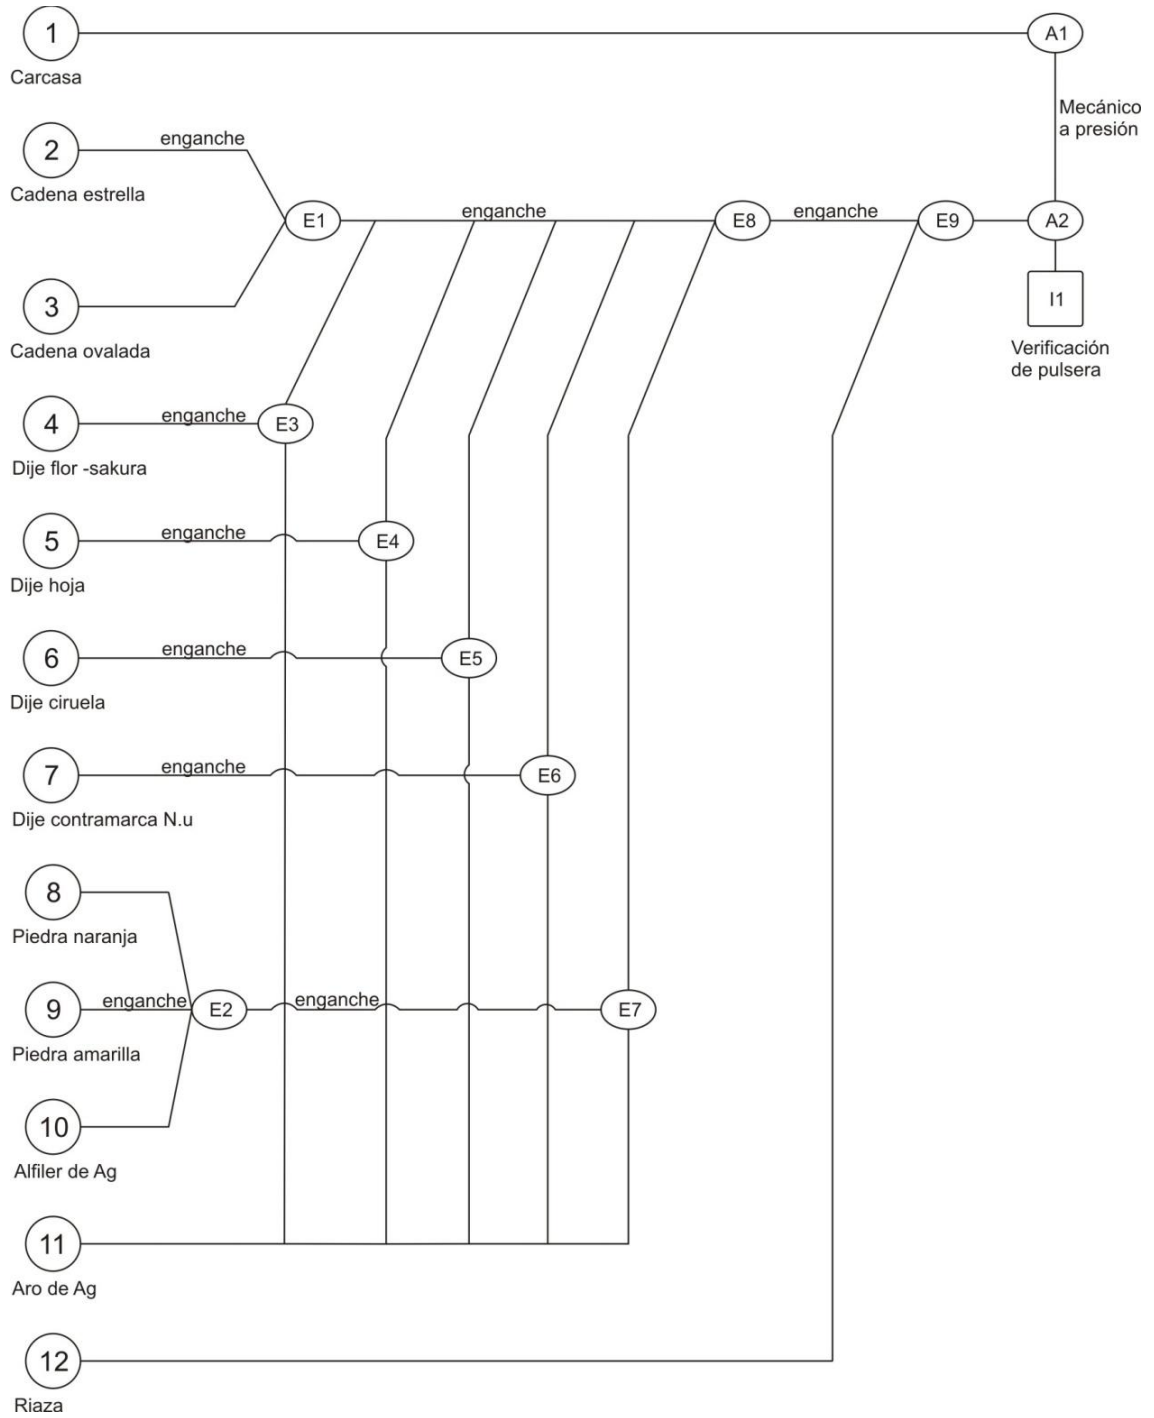 1
A1
Carcasa
Mecánico
a presión
2
enganche
Cadena estrella
E1
enganche
E8
enganche
E9
A2
3
I1
Cadena ovalada
Verificación
de pulsera
4
enganche
E3
Dije flor -sakura
5
enganche
E4
Dije hoja
6
enganche
E5
Dije ciruela
7
enganche
E6
Dije contramarca N.u
8
Piedra naranja
9
enganche
E2
enganche
E7
Piedra amarilla
10
Alfiler de Ag
11
Aro de Ag
12
Riaza